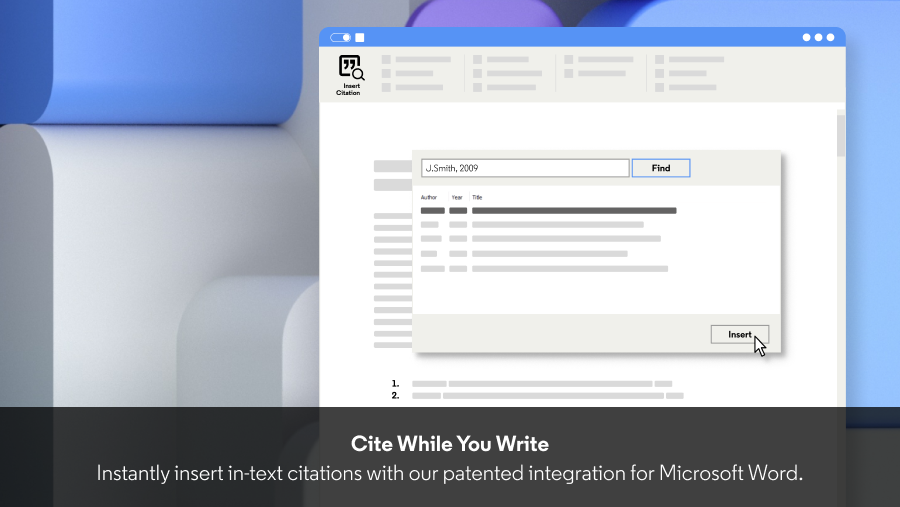 Insert
Citation
J.Smith, 2009
Find
Author Year Title
Insert
1.
2.
Cite While You Write
Instantly insert in-text citations with our patented integration for Microsoft Word.